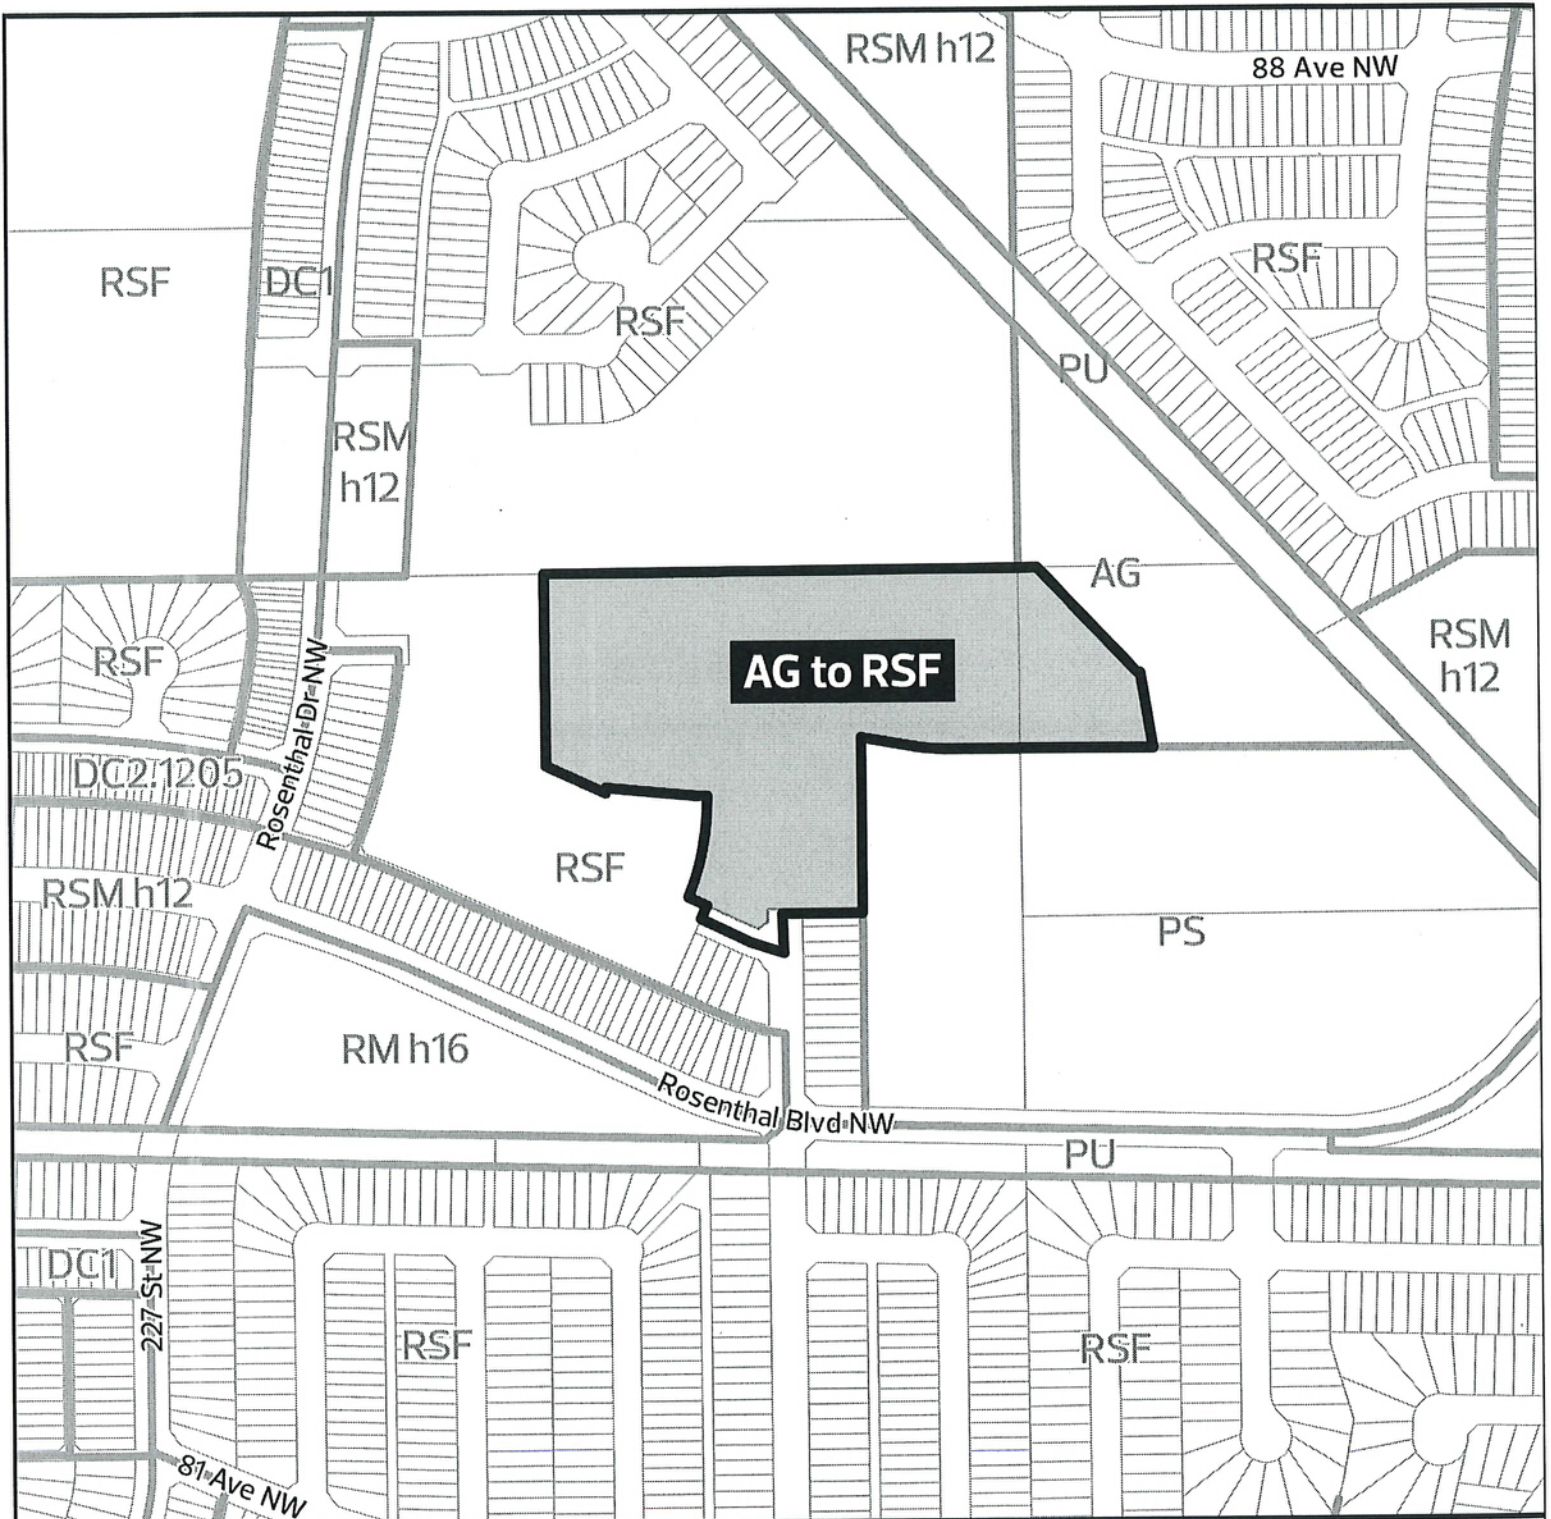 RSM h12
88 Ave NW
RSF
RSF
DC1
RSF
PU
RSM
h12
AG
RSM
h12
RSF
AG to RSF
Rosenthal Dr NW
DC2.1205
RSF
RSM h12
PS
RSF
RM h16
Rosenthal Blvd NW
PU
DC1
227 St NW
RSF
RSF
81 Ave NW